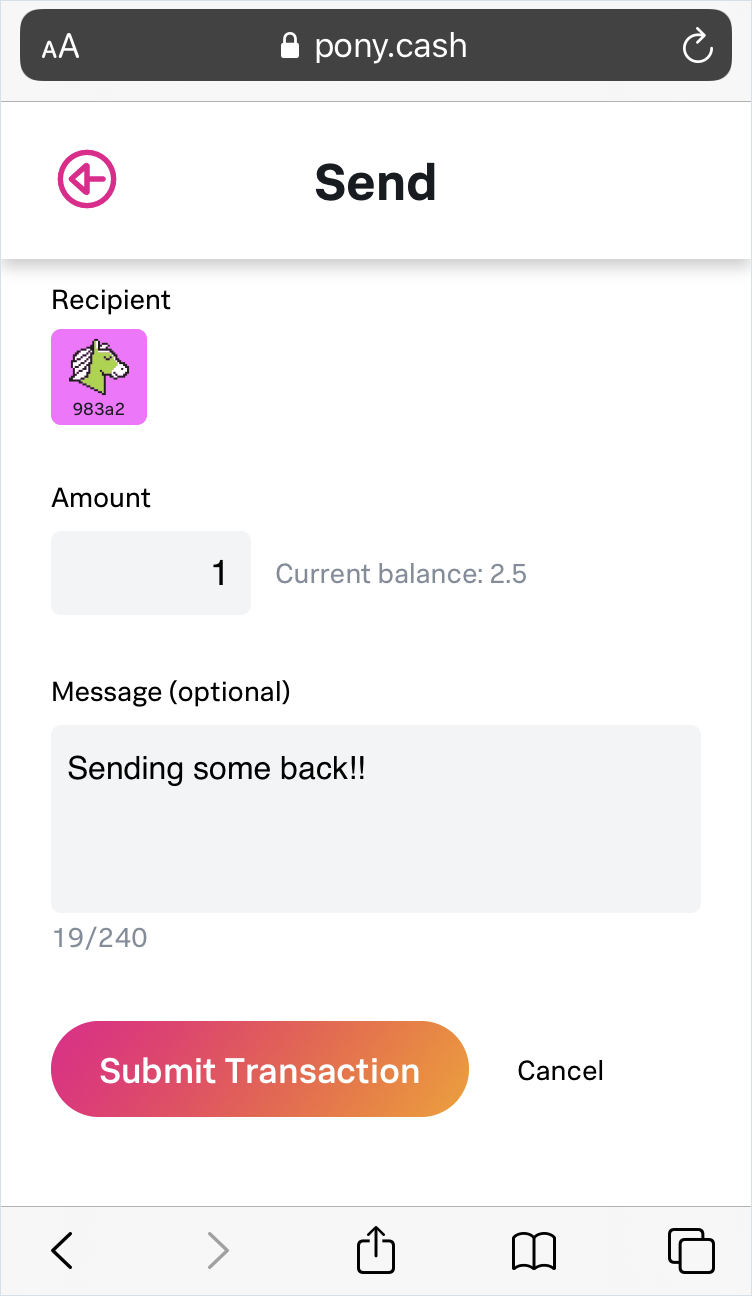 AA
pony.cash
Send
Recipient
983a2
Amount
1
Current balance: 2.5
Message (optional)
Sending some back!!
19/240
Submit Transaction
Cancel